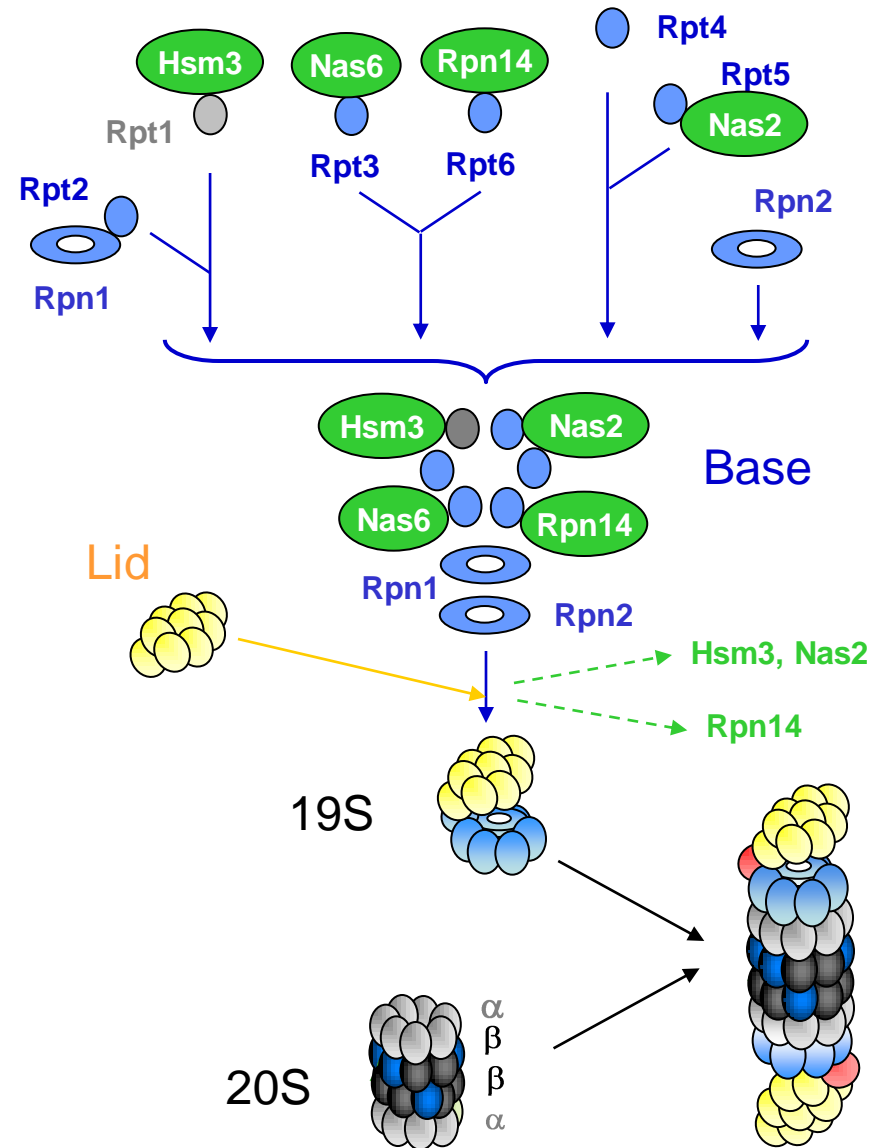 Rpt4
Hsm3
Nas6
Rpn14
Rpt5
Nas2
Rpt1
Rpt3
Rpt6
Rpt2
Rpn2
Rpn1
Hsm3
Nas2
Base
Nas6
Rpn14
Lid
Rpn1
Rpn2
Hsm3, Nas2
Rpn14
19S
α
β
20S
β
α